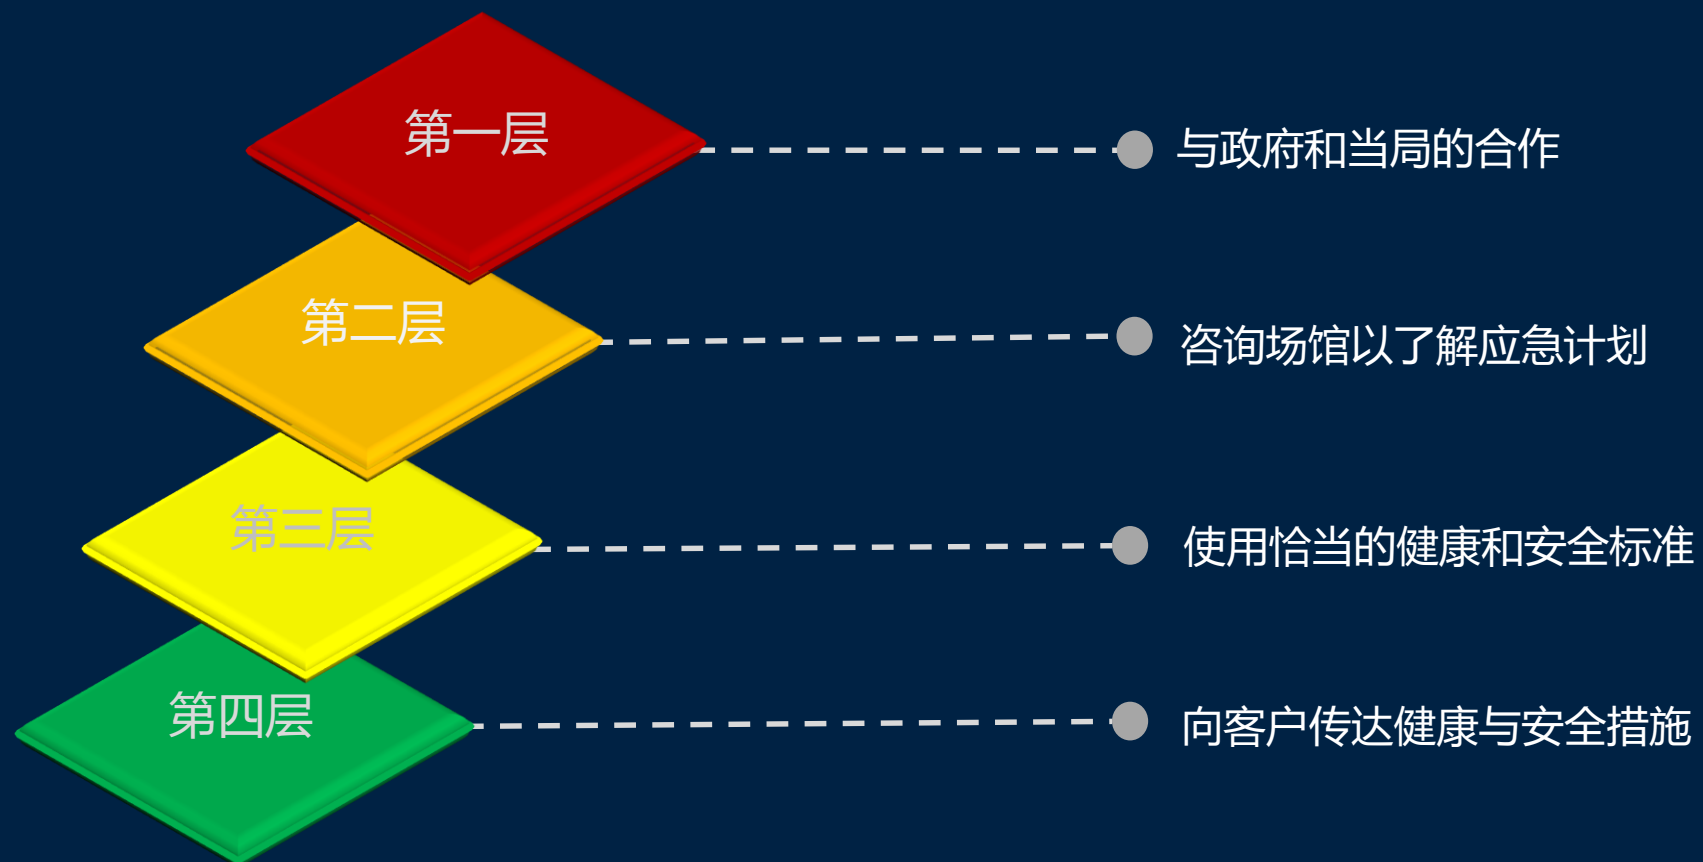 第一层
与政府和当局的合作
第二层
咨询场馆以了解应急计划
第三层
使用恰当的健康和安全标准
第四层
向客户传达健康与安全措施